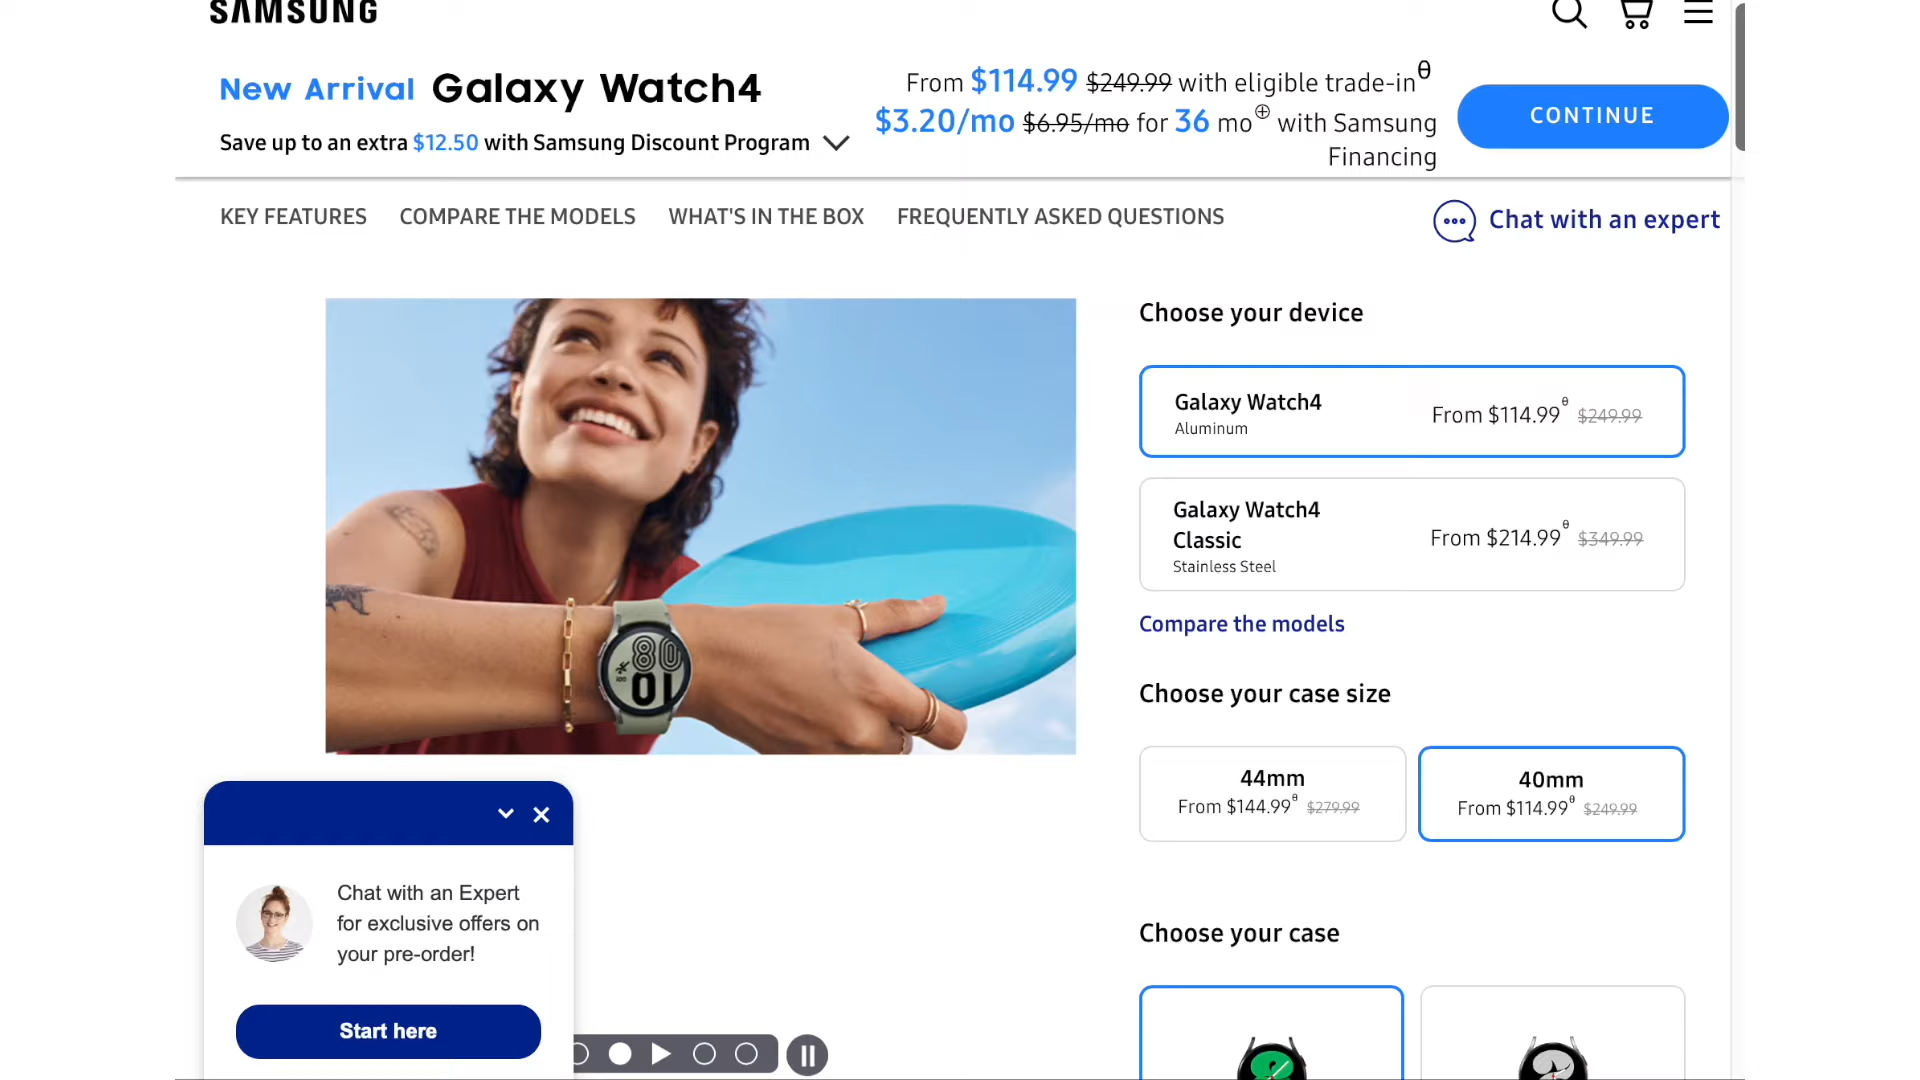 SAMSUNG
New Arrival Galaxy Watch4
Save up to an extra $12.50 with Samsung Discount Program
From $114.99 $249.99 with eligible trade-in θ
$3.20/mo $6.95/mo for 36 mo ⊕ with Samsung
Financing
CONTINUE
KEY FEATURES COMPARE THE MODELS WHAT'S IN THE BOX FREQUENTLY ASKED QUESTIONS
Chat with an expert
Choose your device
Galaxy Watch4
Aluminum
From $114.99 θ $249.99
Galaxy Watch4
Classic
Stainless Steel
From $214.99 θ $349.99
Compare the models
Choose your case size
44mm
From $144.99 θ $279.99
40mm
From $114.99 θ $249.99
Choose your case
80
01
Chat with an Expert
for exclusive offers on
your pre-order!
Start here